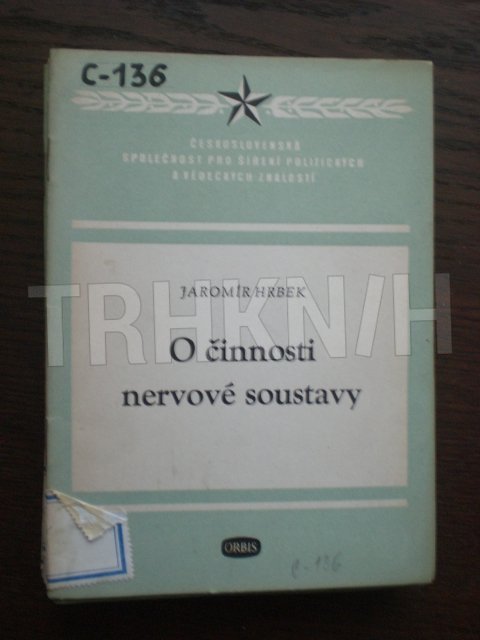 C-136
ČESKOSLOVENSKÁ
SPOLEČNOST PRO ŠÍŘENÍ POLITICKÝCH
A VĚDECKÝCH ZNALOSTÍ
JAROMÍR HRBEK
TRHKNIH
O činnosti
nervové soustavy
ORBIS
c-136